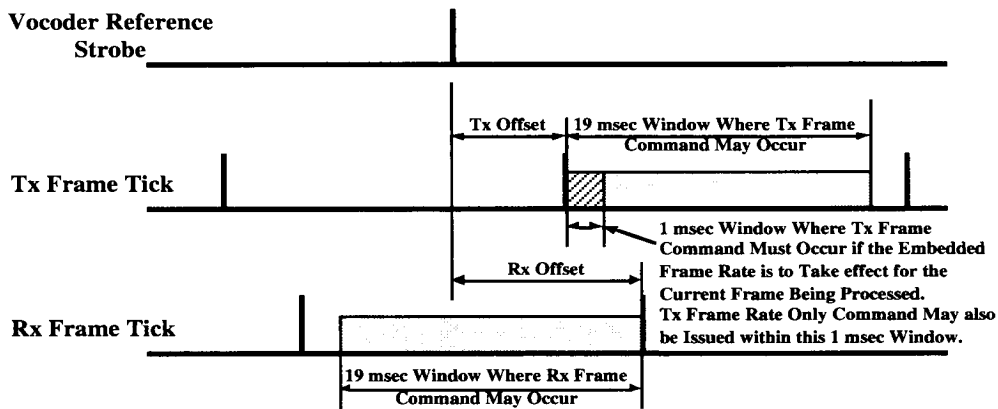 Vocoder Reference
Strobe
Tx Offset
19 msec Window Where Tx Frame
Command May Occur
Tx Frame Tick
1 msec Window Where Tx Frame
Command Must Occur if the Embedded
Frame Rate is to Take effect for the
Current Frame Being Processed.
Tx Frame Rate Only Command May also
be Issued within this 1 msec Window.
Rx Offset
Rx Frame Tick
19 msec Window Where Rx Frame
Command May Occur